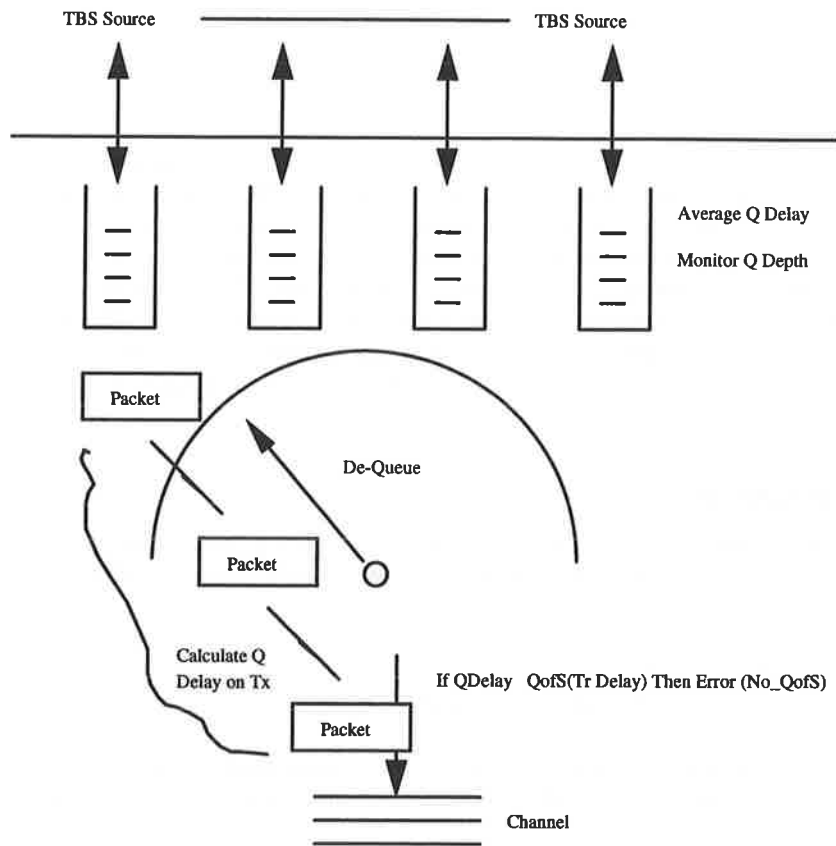 TBS Source TBS Source
Average Q Delay
Monitor Q Depth
Packet
De-Queue
Packet
Calculate Q
Delay on Tx
If QDelay QofS(Tr Delay) Then Error (No_QofS)
Packet
Channel